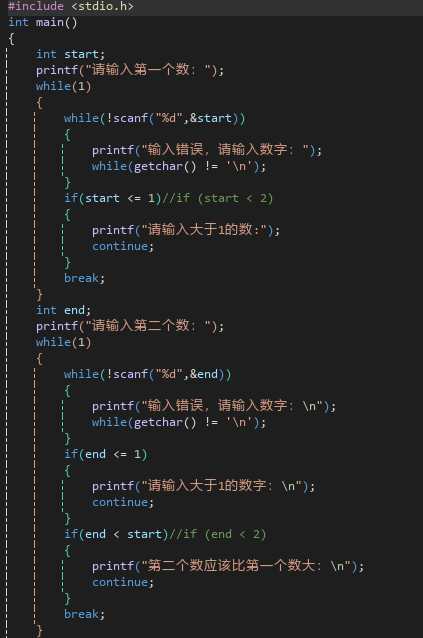 #include <stdio.h>
int main()
{
    int start;
    printf("请输入第一个数: ");
    while(1)
    {
        while(!scanf("%d",&start))
        {
            printf("输入错误，请输入数字: ");
            while(getchar() != '\n');
        }
        if(start <= 1)//if (start < 2)
        {
            printf("请输入大于1的数:");
            continue;
        }
        break;
    }
    int end;
    printf("请输入第二个数: ");
    while(1)
    {
        while(!scanf("%d",&end))
        {
            printf("输入错误，请输入数字: \n");
            while(getchar() != '\n');
        }
        if(end <= 1)
        {
            printf("请输入大于1的数字: \n");
            continue;
        }
        if(end < start)//if (end < 2)
        {
            printf("第二个数应该比第一个数大: \n");
            continue;
        }
        break;
    }